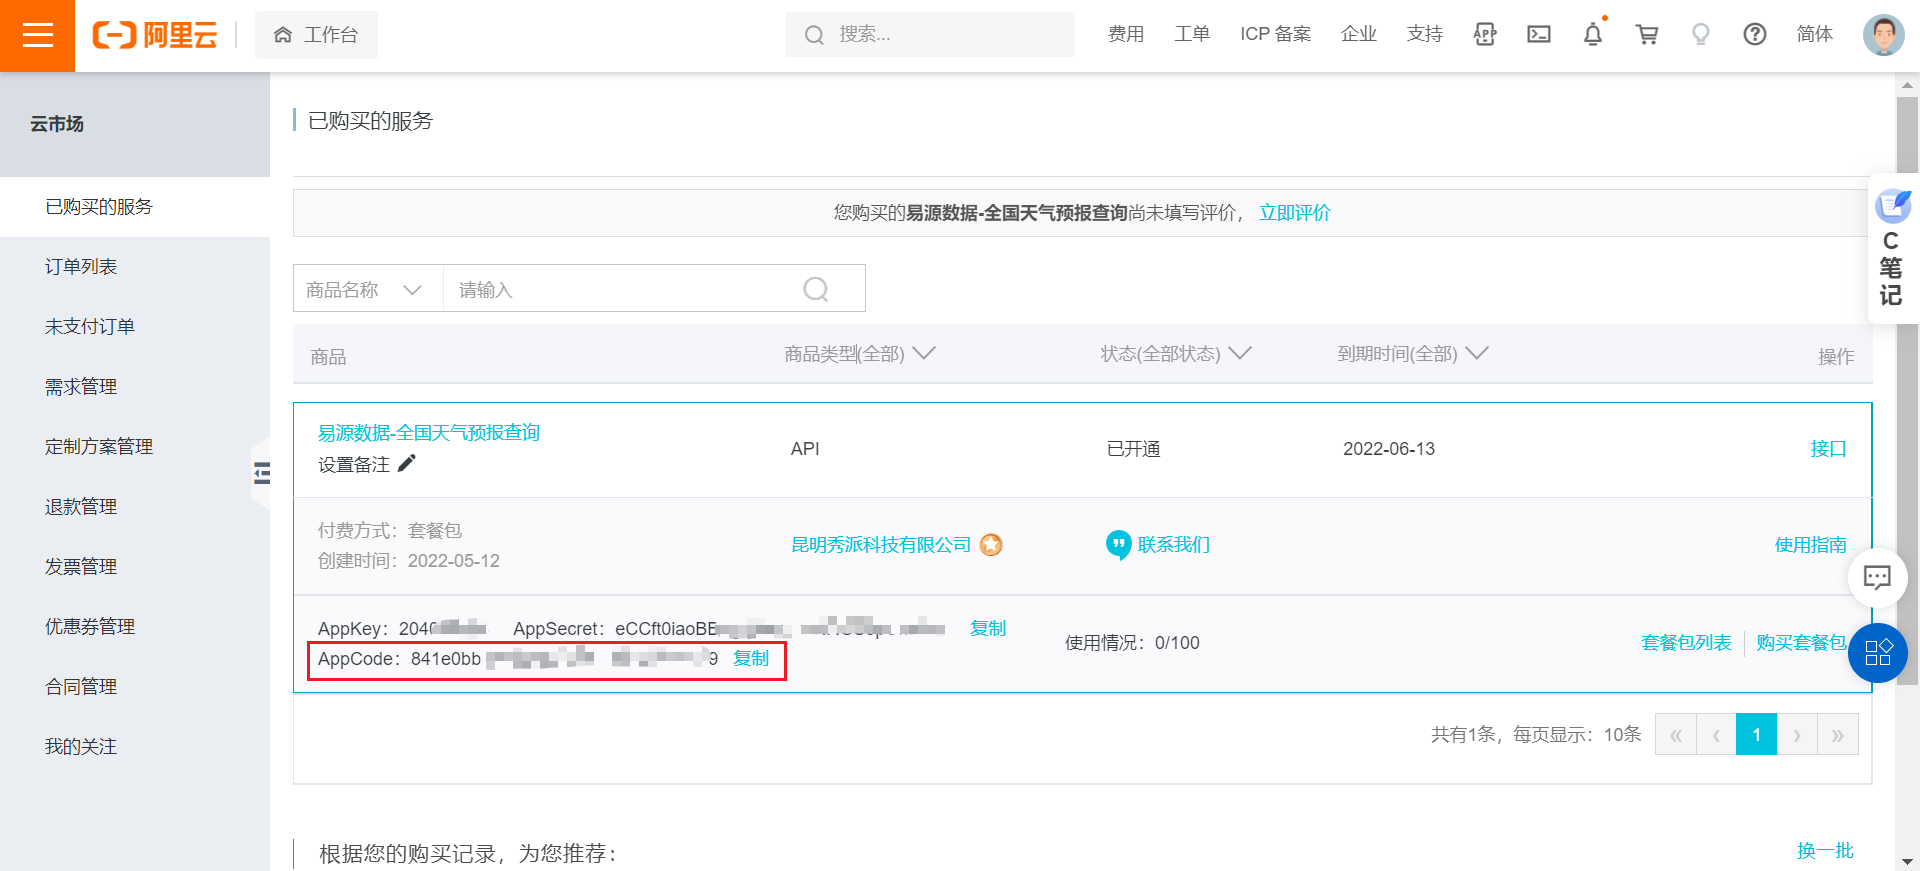 阿里云
工作台
搜索...
费用 工单 ICP 备案 企业 支持 APP 简体
云市场
已购买的服务
订单列表
未支付订单
需求管理
定制方案管理
退款管理
发票管理
优惠券管理
合同管理
我的关注
已购买的服务
您购买的易源数据-全国天气预报查询尚未填写评价， 立即评价
商品名称 请输入
商品 商品类型(全部) 状态(全部状态) 到期时间(全部) 操作
易源数据-全国天气预报查询
设置备注
API 已开通 2022-06-13 接口
付费方式：套餐包
创建时间：2022-05-12
昆明秀派科技有限公司 联系我们 使用指南
AppKey：204 AppSecret：eCCft0iaoBE 复制
AppCode：841e0bb 9 复制
使用情况：0/100 套餐包列表 购买套餐包
共有1条，每页显示：10条 « ‹ 1 › »
根据您的购买记录，为您推荐：
换一批
C
笔
记